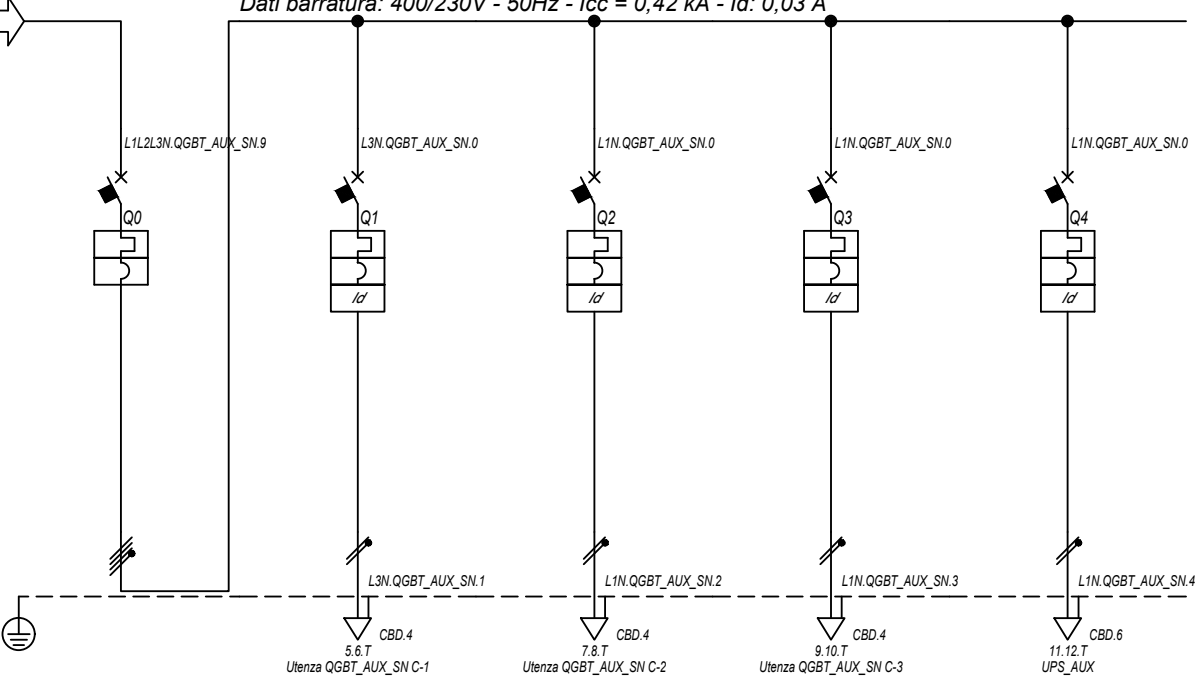 Dati barratura: 400/230V - 50Hz - Icc = 0,42 kA - Id: 0,03 A
L1L2L3N.QGBT_AUX_SN.9
L3N.QGBT_AUX_SN.0
L1N.QGBT_AUX_SN.0
L1N.QGBT_AUX_SN.0
L1N.QGBT_AUX_SN.0
Q0
Q1
Q2
Q3
Q4
Id
Id
Id
Id
L3N.QGBT_AUX_SN.1
L1N.QGBT_AUX_SN.2
L1N.QGBT_AUX_SN.3
L1N.QGBT_AUX_SN.4
CBD.4
CBD.4
CBD.4
CBD.6
5.6.T
7.8.T
9.10.T
11.12.T
Utenza QGBT_AUX_SN C-1
Utenza QGBT_AUX_SN C-2
Utenza QGBT_AUX_SN C-3
UPS_AUX